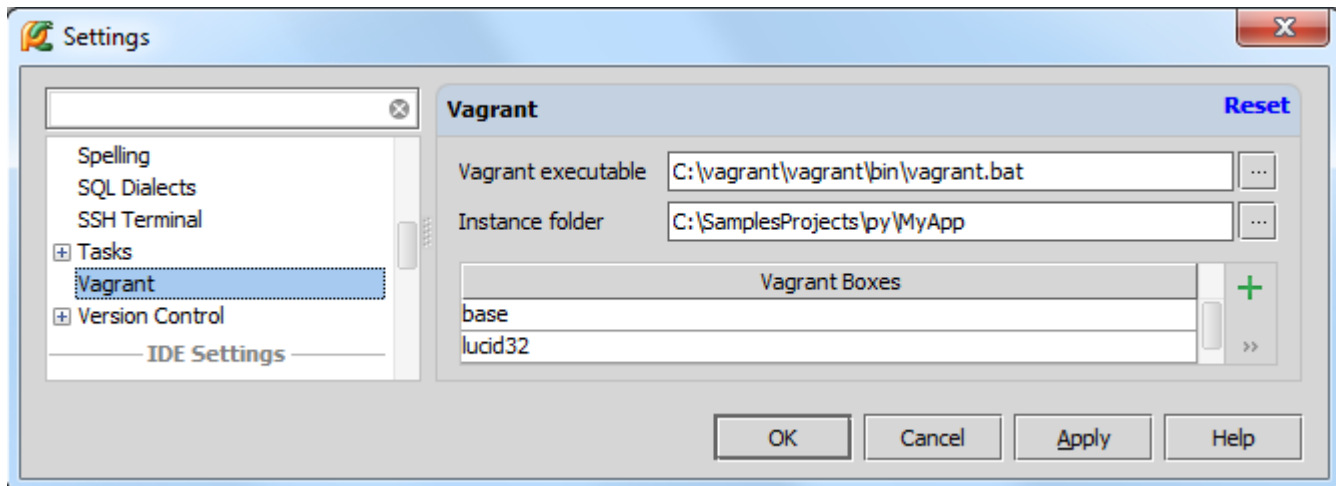 Settings
Spelling
SQL Dialects
SSH Terminal
Tasks
Vagrant
Version Control
IDE Settings
Vagrant
Reset
Vagrant executable C:\vagrant\vagrant\bin\vagrant.bat ...
Instance folder C:\SamplesProjects\py\MyApp ...
Vagrant Boxes
base
lucid32
OK Cancel Apply Help